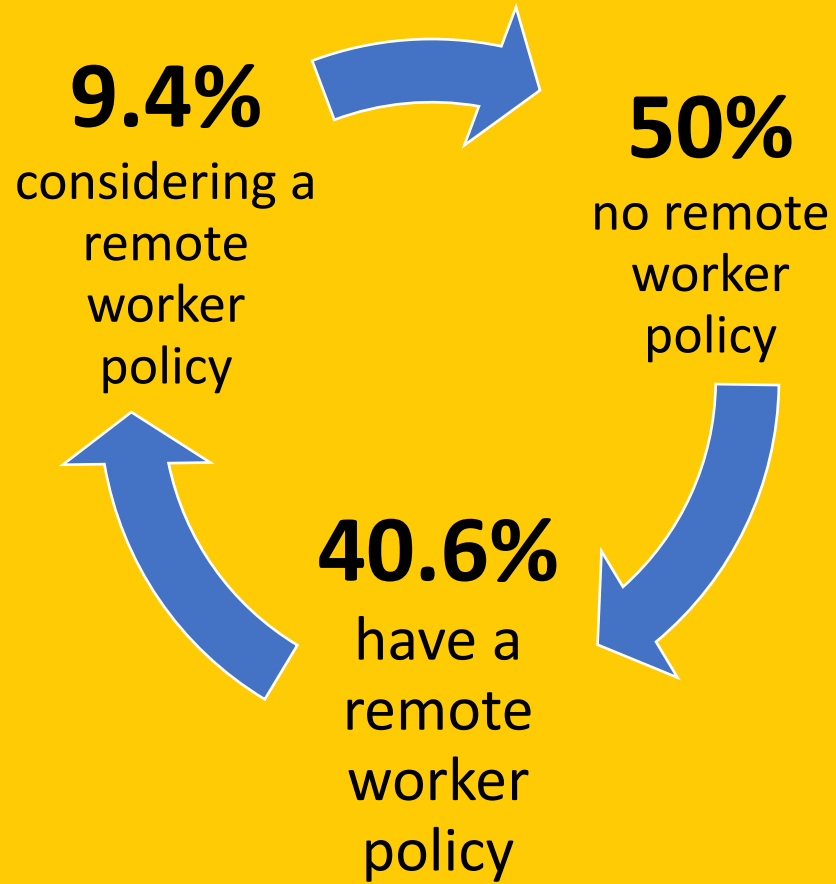 9.4%
considering a
remote
worker
policy
50%
no remote
worker
policy
40.6%
have a
remote
worker
policy